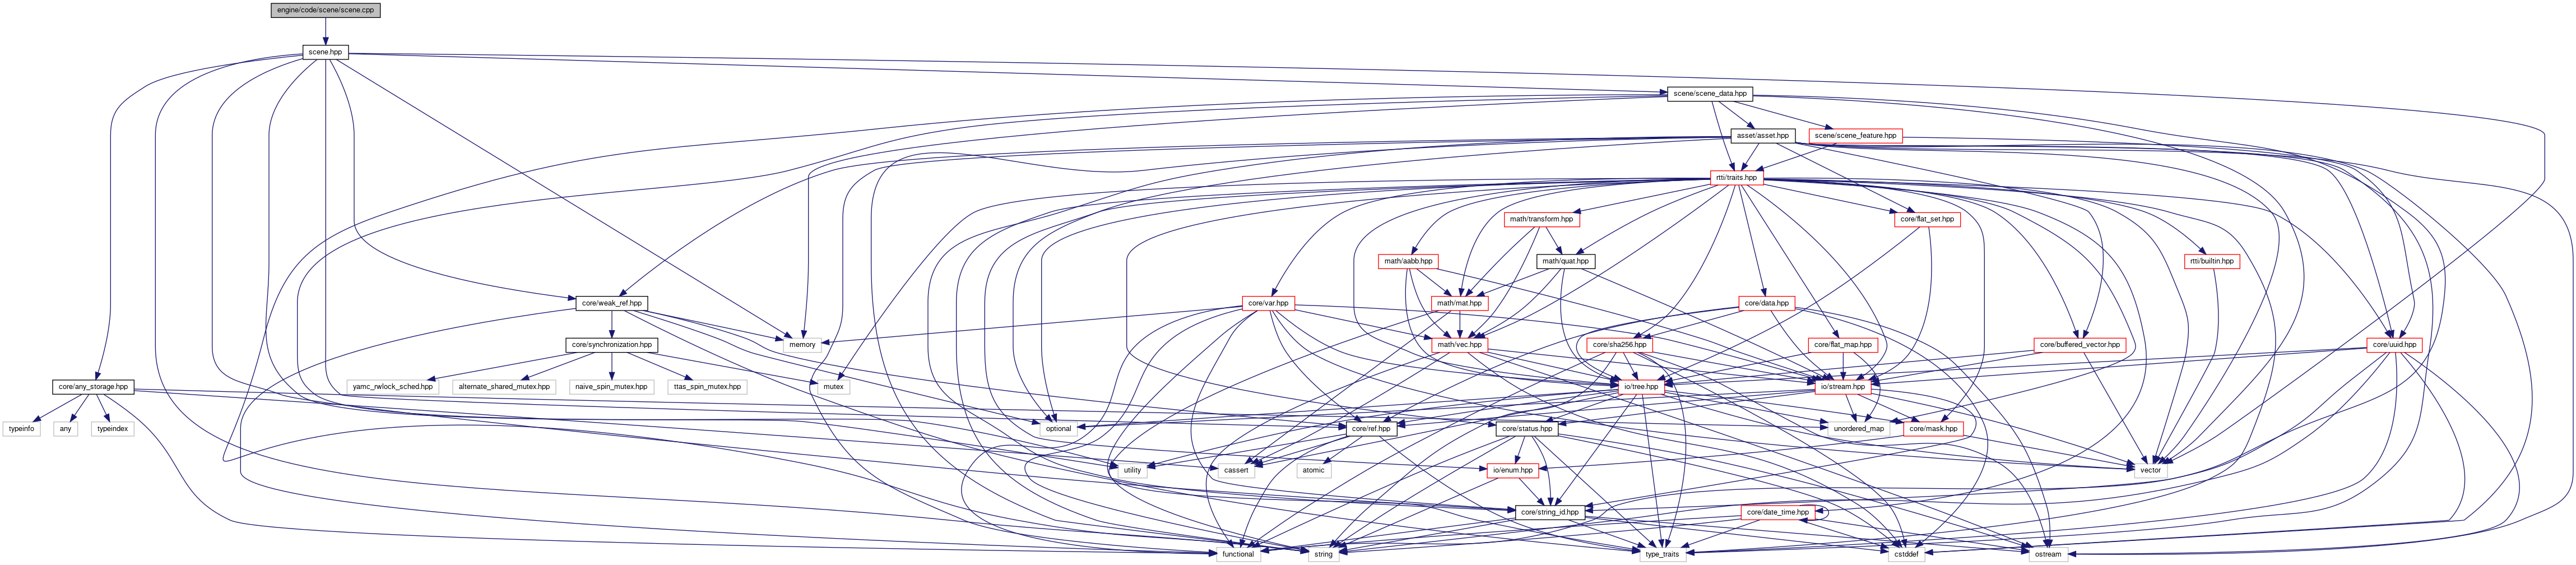 engine/code/scene/scene.cpp
scene.hpp
scene/scene_data.hpp
asset/asset.hpp
scene/scene_feature.hpp
rtti/traits.hpp
math/transform.hpp
core/flat_set.hpp
math/aabb.hpp
math/quat.hpp
rtti/builtin.hpp
core/weak_ref.hpp
core/var.hpp
math/mat.hpp
core/data.hpp
core/synchronization.hpp
memory
math/vec.hpp
core/sha256.hpp
core/flat_map.hpp
core/buffered_vector.hpp
core/uuid.hpp
core/any_storage.hpp
yamc_rwlock_sched.hpp
alternate_shared_mutex.hpp
naive_spin_mutex.hpp
ttas_spin_mutex.hpp
mutex
io/tree.hpp
io/stream.hpp
typeinfo
any
typeindex
optional
core/ref.hpp
core/status.hpp
unordered_map
core/mask.hpp
utility
cassert
atomic
io/enum.hpp
vector
core/string_id.hpp
core/date_time.hpp
functional
string
type_traits
cstddef
ostream